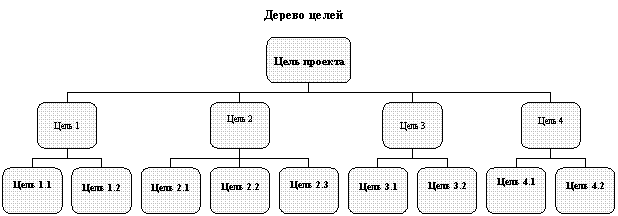 Дерево целей
Цель проекта
Цель 1
Цель 2
Цель 3
Цель 4
Цель 1.1
Цель 1.2
Цель 2.1
Цель 2.2
Цель 2.3
Цель 3.1
Цель 3.2
Цель 4.1
Цель 4.2